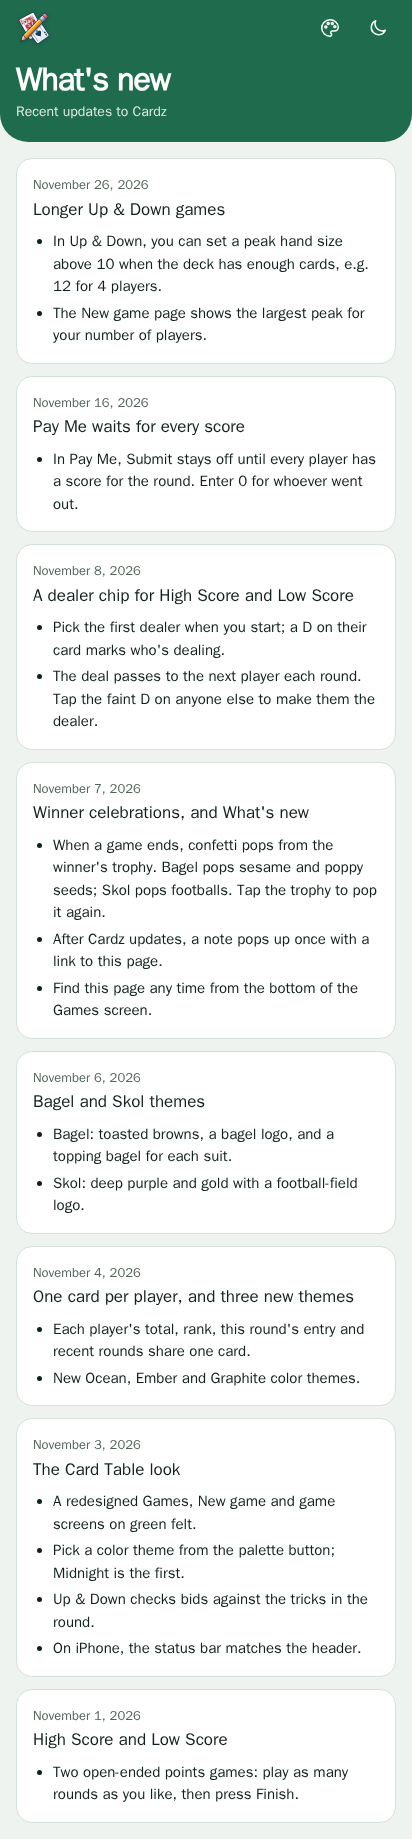 What's new
Recent updates to Cardz
November 26, 2026
Longer Up & Down games
• In Up & Down, you can set a peak hand size
above 10 when the deck has enough cards, e.g.
12 for 4 players.
• The New game page shows the largest peak for
your number of players.
November 16, 2026
Pay Me waits for every score
• In Pay Me, Submit stays off until every player has
a score for the round. Enter 0 for whoever went
out.
November 8, 2026
A dealer chip for High Score and Low Score
• Pick the first dealer when you start; a D on their
card marks who's dealing.
• The deal passes to the next player each round.
Tap the faint D on anyone else to make them the
dealer.
November 7, 2026
Winner celebrations, and What's new
• When a game ends, confetti pops from the
winner's trophy. Bagel pops sesame and poppy
seeds; Skol pops footballs. Tap the trophy to pop
it again.
• After Cardz updates, a note pops up once with a
link to this page.
• Find this page any time from the bottom of the
Games screen.
November 6, 2026
Bagel and Skol themes
• Bagel: toasted browns, a bagel logo, and a
topping bagel for each suit.
• Skol: deep purple and gold with a football-field
logo.
November 4, 2026
One card per player, and three new themes
• Each player's total, rank, this round's entry and
recent rounds share one card.
• New Ocean, Ember and Graphite color themes.
November 3, 2026
The Card Table look
• A redesigned Games, New game and game
screens on green felt.
• Pick a color theme from the palette button;
Midnight is the first.
• Up & Down checks bids against the tricks in the
round.
• On iPhone, the status bar matches the header.
November 1, 2026
High Score and Low Score
• Two open-ended points games: play as many
rounds as you like, then press Finish.